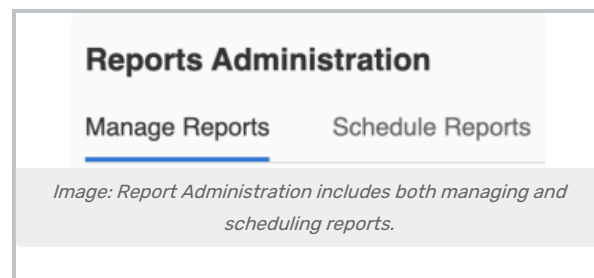 Reports Administration
Manage Reports Schedule Reports
Image: Report Administration includes both managing and
scheduling reports.